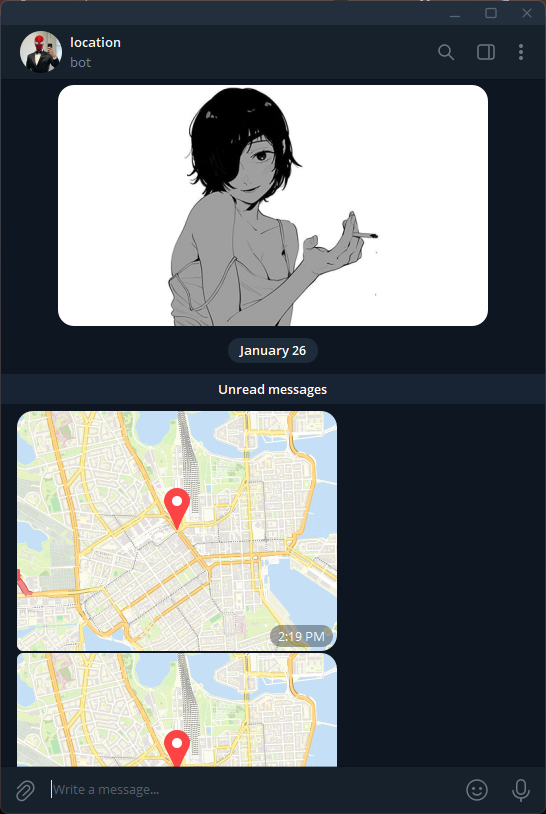 location
bot
January 26
Unread messages
2:19 PM
Write a message...